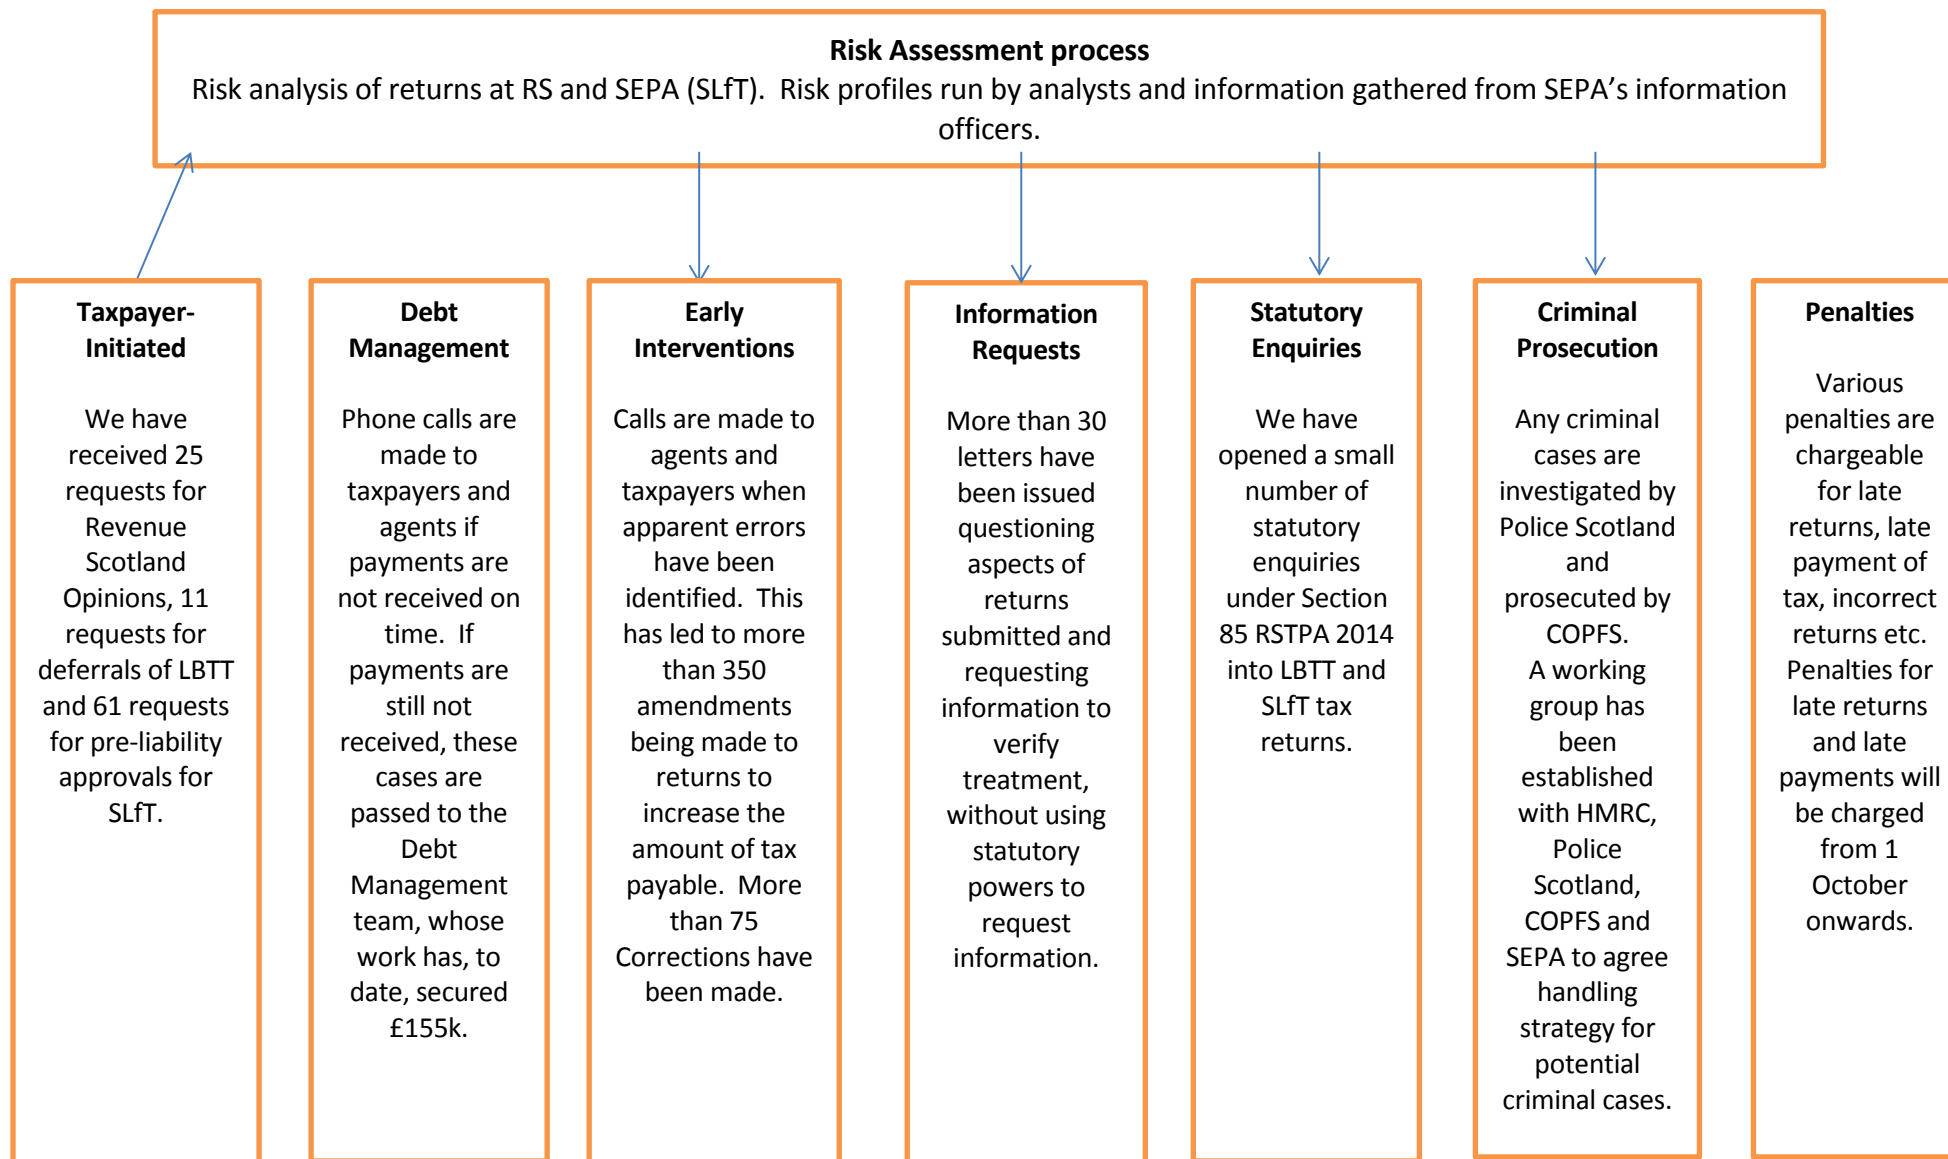 Risk Assessment process
Risk analysis of returns at RS and SEPA (SLfT).  Risk profiles run by analysts and information gathered from SEPA’s information
officers.
Taxpayer-
Initiated
We have
received 25
requests for
Revenue
Scotland
Opinions, 11
requests for
deferrals of LBTT
and 61 requests
for pre-liability
approvals for
SLfT.
Debt
Management
Phone calls are
made to
taxpayers and
agents if
payments are
not received on
time.  If
payments are
still not
received, these
cases are
passed to the
Debt
Management
team, whose
work has, to
date, secured
£155k.
Early
Interventions
Calls are made to
agents and
taxpayers when
apparent errors
have been
identified.  This
has led to more
than 350
amendments
being made to
returns to
increase the
amount of tax
payable.  More
than 75
Corrections have
been made.
Information
Requests
More than 30
letters have
been issued
questioning
aspects of
returns
submitted and
requesting
information to
verify
treatment,
without using
statutory
powers to
request
information.
Statutory
Enquiries
We have
opened a small
number of
statutory
enquiries
under Section
85 RSTPA 2014
into LBTT and
SLfT tax
returns.
Criminal
Prosecution
Any criminal
cases are
investigated by
Police Scotland
and
prosecuted by
COPFS.
A working
group has
been
established
with HMRC,
Police
Scotland,
COPFS and
SEPA to agree
handling
strategy for
potential
criminal cases.
Penalties
Various
penalties are
chargeable
for late
returns, late
payment of
tax, incorrect
returns etc.
Penalties for
late returns
and late
payments will
be charged
from 1
October
onwards.